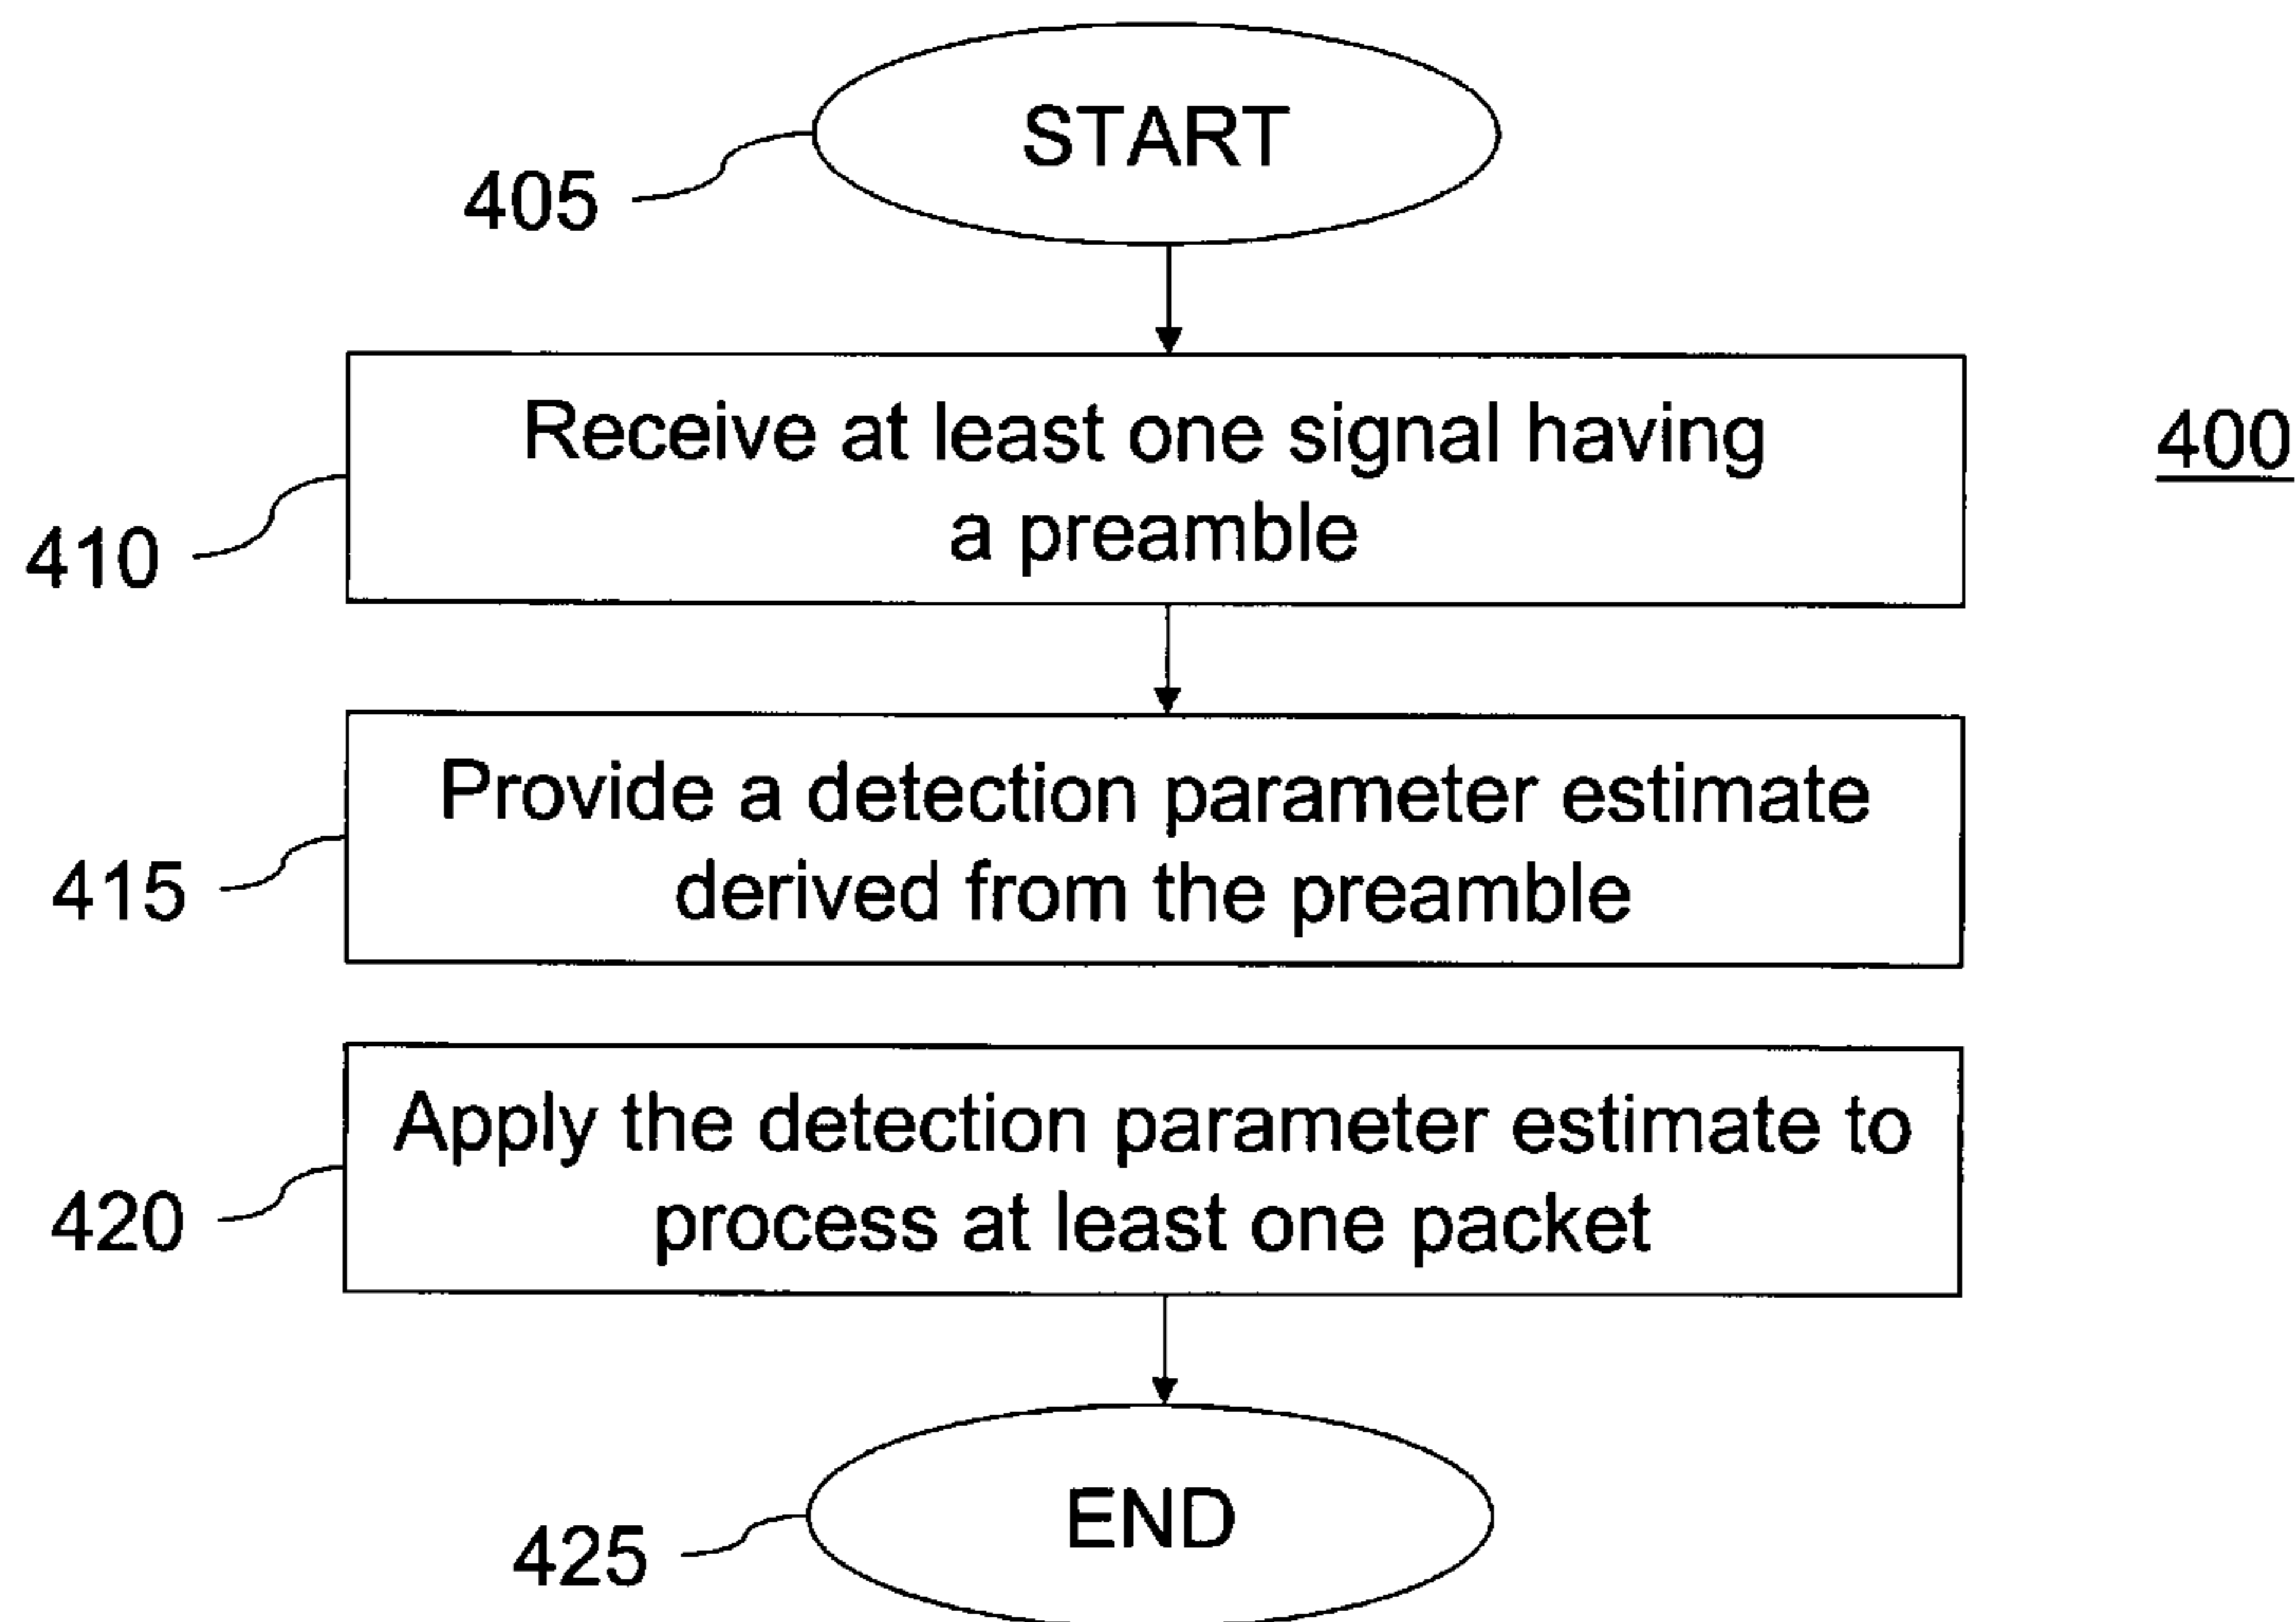 START
405
Receive at least one signal having
a preamble
400
410
Provide a detection parameter estimate
derived from the preamble
415
Apply the detection parameter estimate to
process at least one packet
420
END
425